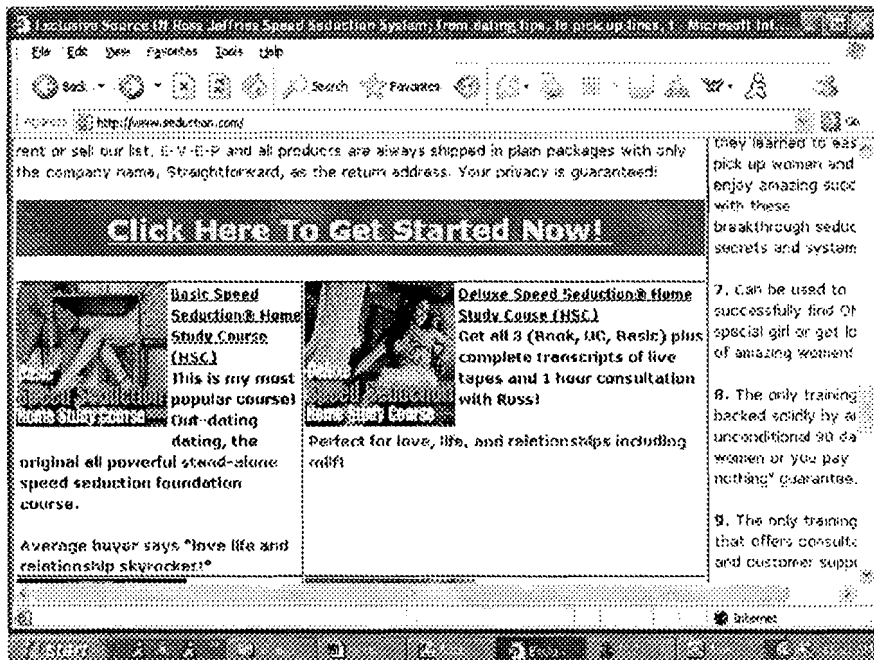 Exclusive Source Of Ross Jeffries Speed Seduction System, from dating tips to pick up lines,
File Edit View Favorites Tools Help
Back Search Favorites
Address http://www.seduction.com/ Go
rent or sell our list, E-V-E-R and all products are always shipped in plain packages with only
the company name, Straightforward, as the return address. Your privacy is guaranteed!
Click Here To Get Started Now!
Basic Speed
Seduction® Home
Study Course
(HSC)
This is my most
popular course!
Out-dating
dating, the
original all powerful stand-alone
speed seduction foundation
course.
Average buyer says "love life and
relationship skyrocket!"
Home Study Course
Deluxe Speed Seduction® Home
Study Couse (HSC)
Get all 3 (Book, UC, Basic) plus
complete transcripts of live
tapes and 1 hour consultation
with Ross!
Home Study Course
Perfect for love, life, and relationships including
they learned to eas
pick up women and
enjoy amazing succ
with these
breakthrough seduc
secrets and system
7. Can be used to
successfully find
special girl or get lo
of amazing women!
8. The only training
backed solidly by
unconditional 90 da
women or you pay
nothing" guarantee.
9. The only training
that offers consulta
and customer supp
Internet
Start